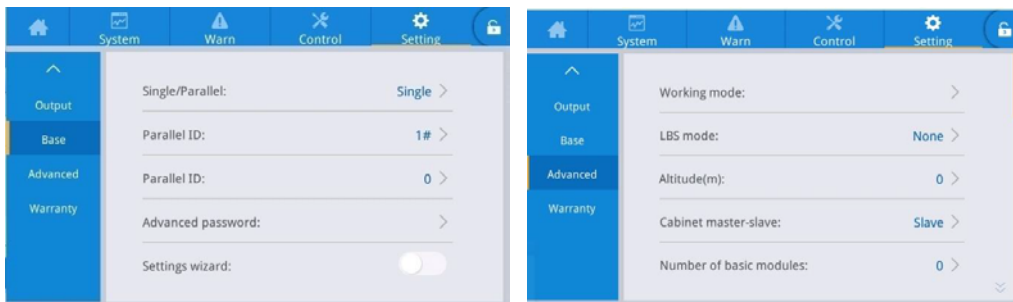 System Warn Control Setting
Output
Base
Advanced
Warranty
Single/Parallel: Single
Parallel ID: 1#
Parallel ID: 0
Advanced password:
Settings wizard:
System Warn Control Setting
Output
Base
Advanced
Warranty
Working mode:
LBS mode: None
Altitude(m): 0
Cabinet master-slave: Slave
Number of basic modules: 0